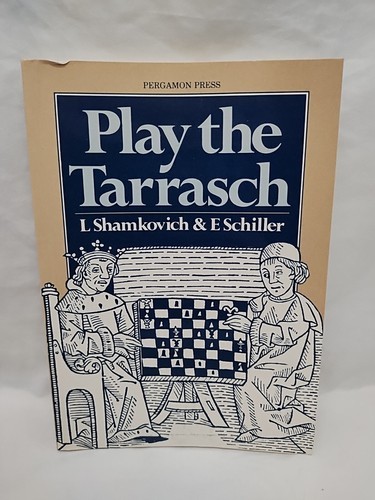 PERGAMON PRESS
Play the
Tarrasch
L Shamkovich & E Schiller